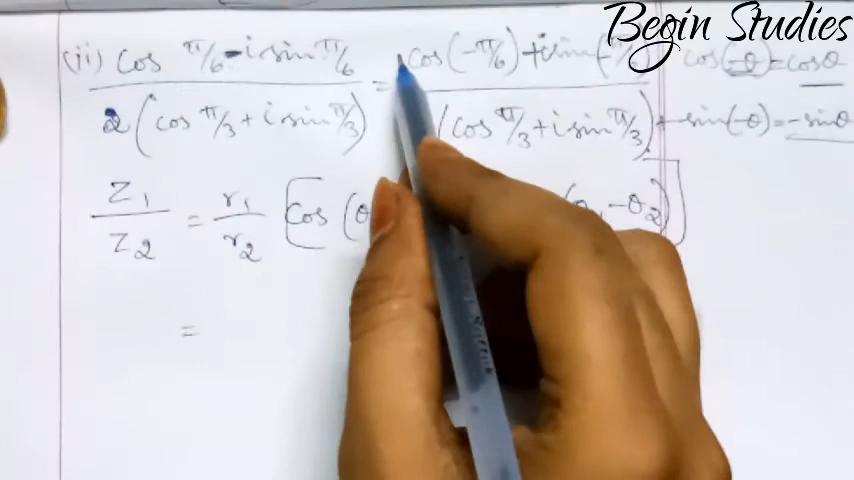 Begin Studies
(ii) cos π/6 - i sin π/6 = cos(-π/6) + i sin(-π/6) cos(-θ) = cosθ
2 (cos π/3 + i sin π/3) (cos π/3 + i sin π/3) sin(-θ) = -sinθ
Z1 / Z2 = r1 / r2 [cos (θ θ1 - θ2)]
=